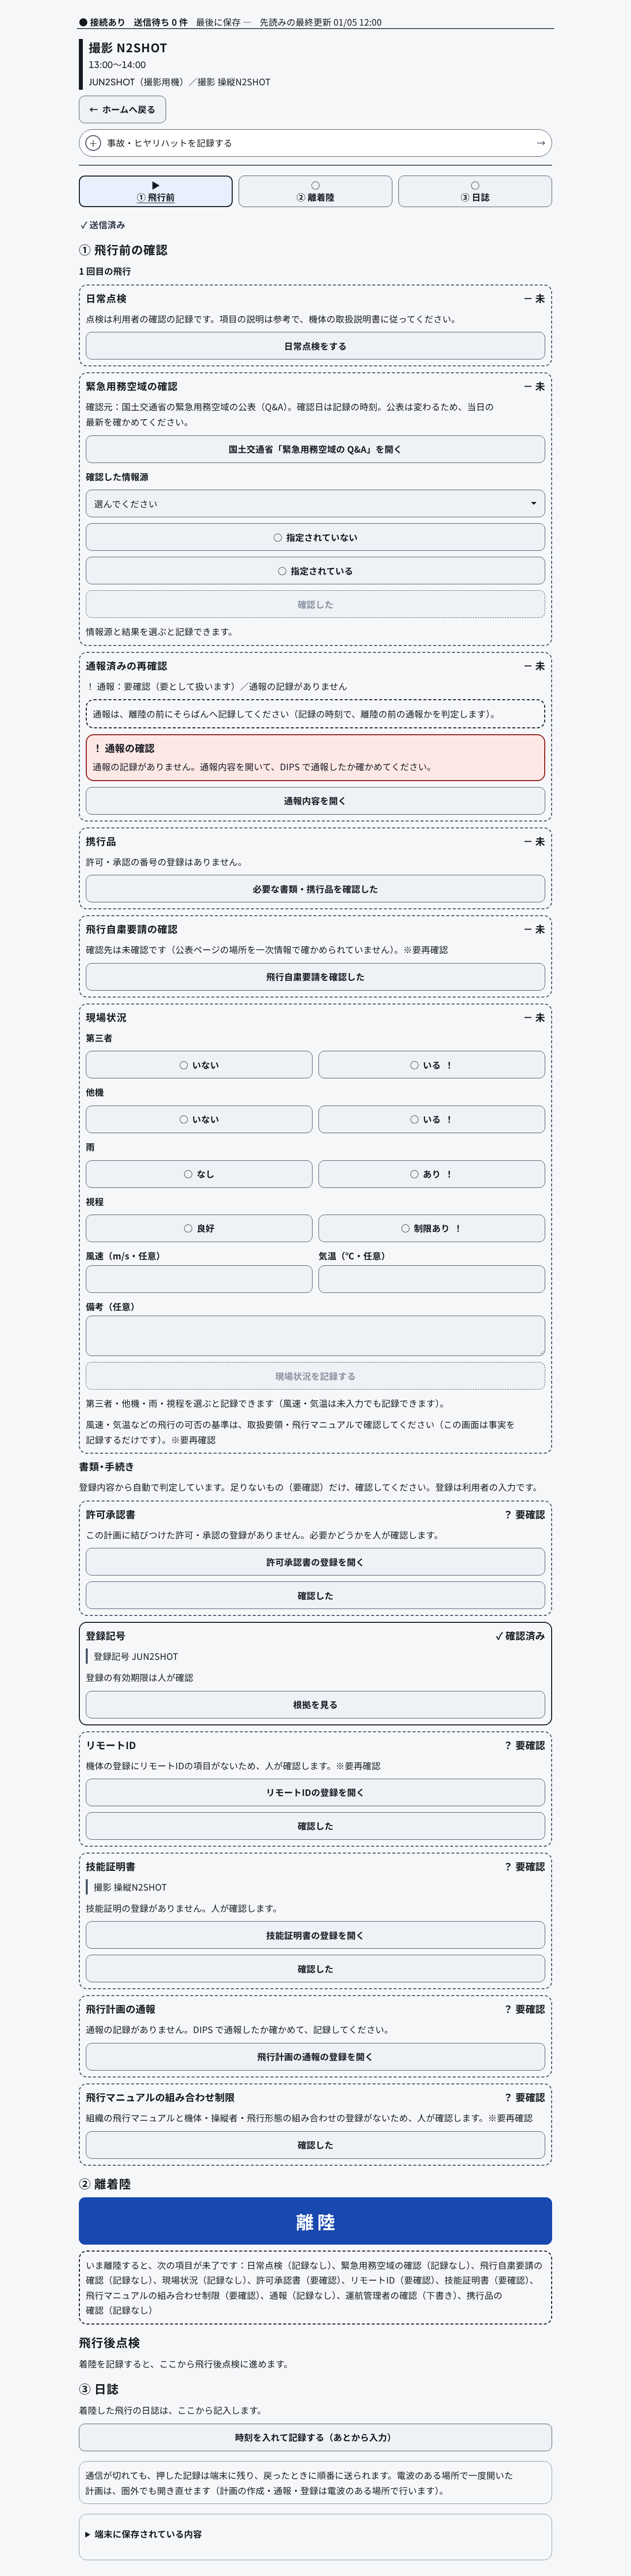 ● 接続あり 送信待ち 0 件 最後に保存 — 先読みの最終更新 01/05 12:00
撮影 N2SHOT
13:00〜14:00
JUN2SHOT（撮影用機）／撮影 操縦N2SHOT
← ホームへ戻る
＋ 事故・ヒヤリハットを記録する →
▶
① 飛行前
○
② 離着陸
○
③ 日誌
✓ 送信済み
① 飛行前の確認
1 回目の飛行
日常点検 － 未
点検は利用者の確認の記録です。項目の説明は参考で、機体の取扱説明書に従ってください。
日常点検をする
緊急用務空域の確認 － 未
確認元：国土交通省の緊急用務空域の公表（Q&A）。確認日は記録の時刻。公表は変わるため、当日の
最新を確かめてください。
国土交通省「緊急用務空域の Q&A」を開く
確認した情報源
選んでください
○ 指定されていない
○ 指定されている
確認した
情報源と結果を選ぶと記録できます。
通報済みの再確認 － 未
！ 通報：要確認（要として扱います）／通報の記録がありません
通報は、離陸の前にそらばんへ記録してください（記録の時刻で、離陸の前の通報かを判定します）。
！ 通報の確認
通報の記録がありません。通報内容を開いて、DIPS で通報したか確かめてください。
通報内容を開く
携行品 － 未
許可・承認の番号の登録はありません。
必要な書類・携行品を確認した
飛行自粛要請の確認 － 未
確認先は未確認です（公表ページの場所を一次情報で確かめられていません）。※要再確認
飛行自粛要請を確認した
現場状況 － 未
第三者
○ いない ○ いる ！
他機
○ いない ○ いる ！
雨
○ なし ○ あり ！
視程
○ 良好 ○ 制限あり ！
風速（m/s・任意） 気温（℃・任意）
備考（任意）
現場状況を記録する
第三者・他機・雨・視程を選ぶと記録できます（風速・気温は未入力でも記録できます）。
風速・気温などの飛行の可否の基準は、取扱要領・飛行マニュアルで確認してください（この画面は事実を
記録するだけです）。※要再確認
書類・手続き
登録内容から自動で判定しています。足りないもの（要確認）だけ、確認してください。登録は利用者の入力です。
許可承認書 ？ 要確認
この計画に結びつけた許可・承認の登録がありません。必要かどうかを人が確認します。
許可承認書の登録を開く
確認した
登録記号 ✓ 確認済み
登録記号 JUN2SHOT
登録の有効期限は人が確認
根拠を見る
リモートID ？ 要確認
機体の登録にリモートIDの項目がないため、人が確認します。※要再確認
リモートIDの登録を開く
確認した
技能証明書 ？ 要確認
撮影 操縦N2SHOT
技能証明の登録がありません。人が確認します。
技能証明書の登録を開く
確認した
飛行計画の通報 ？ 要確認
通報の記録がありません。DIPS で通報したか確かめて、記録してください。
飛行計画の通報の登録を開く
飛行マニュアルの組み合わせ制限 ？ 要確認
組織の飛行マニュアルと機体・操縦者・飛行形態の組み合わせの登録がないため、人が確認します。※要再確認
確認した
② 離着陸
離陸
いま離陸すると、次の項目が未了です：日常点検（記録なし）、緊急用務空域の確認（記録なし）、飛行自粛要請の
確認（記録なし）、現場状況（記録なし）、許可承認書（要確認）、リモートID（要確認）、技能証明書（要確認）、
飛行マニュアルの組み合わせ制限（要確認）、通報（記録なし）、運航管理者の確認（下書き）、携行品の
確認（記録なし）
飛行後点検
着陸を記録すると、ここから飛行後点検に進めます。
③ 日誌
着陸した飛行の日誌は、ここから記入します。
時刻を入れて記録する（あとから入力）
通信が切れても、押した記録は端末に残り、戻ったときに順番に送られます。電波のある場所で一度開いた
計画は、圏外でも開き直せます（計画の作成・通報・登録は電波のある場所で行います）。
▶ 端末に保存されている内容